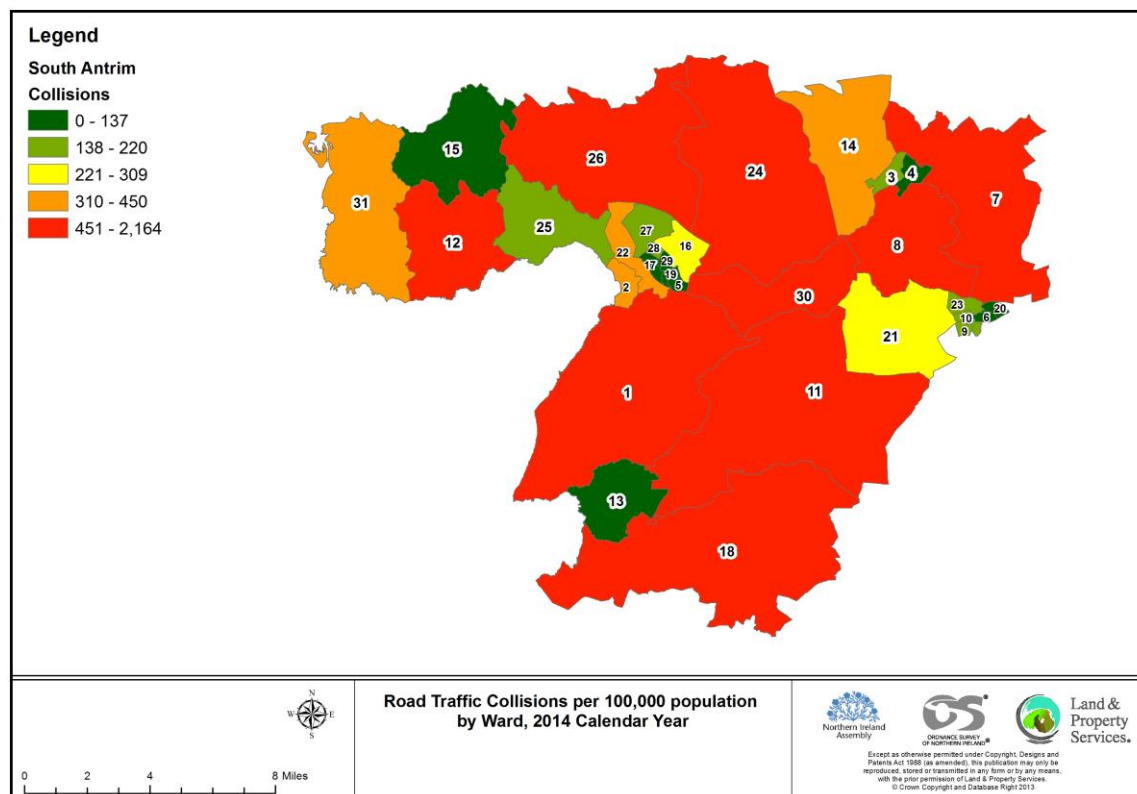 Legend
South Antrim
Collisions
0 - 137
138 - 220
221 - 309
310 - 450
451 - 2,164
15
26
24
14
3
4
7
31
12
25
27
28
16
22
17
29
19
2
5
8
30
23
20
10
6
9
21
1
11
13
18
N
W
E
S
0
2
4
8 Miles
Road Traffic Collisions per 100,000 population
by Ward, 2014 Calendar Year
Northern Ireland
Assembly
OS®
ORDNANCE SURVEY
OF NORTHERN IRELAND®
Land &
Property
Services.
Except as otherwise permitted under Copyright, Designs and
Patents Act 1988 (as amended), this publication may only be
reproduced, stored or transmitted in any form or by any means,
with the prior permission of Land & Property Services.
© Crown Copyright and Database Right 2013